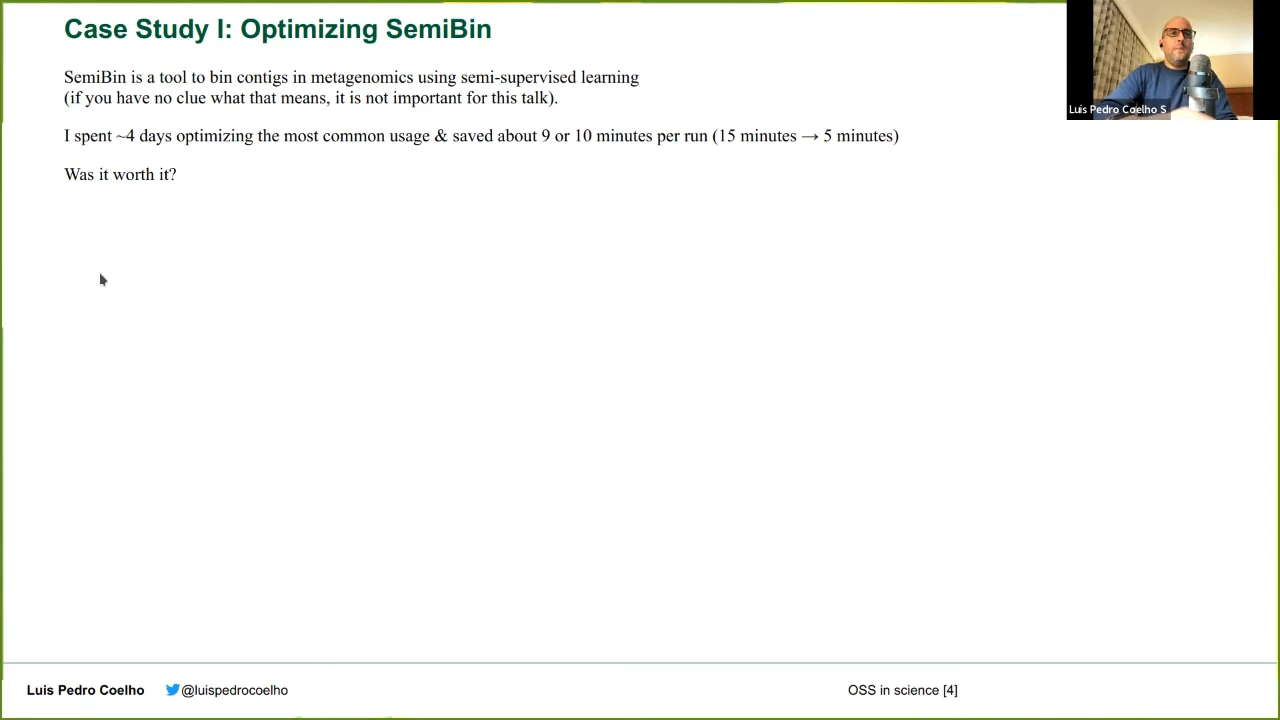 Case Study I: Optimizing SemiBin
SemiBin is a tool to bin contigs in metagenomics using semi-supervised learning
(if you have no clue what that means, it is not important for this talk).
I spent ~4 days optimizing the most common usage & saved about 9 or 10 minutes per run (15 minutes → 5 minutes)
Was it worth it?
Luis Pedro Coelho S
Luis Pedro Coelho @luispedrocoelho OSS in science [4]